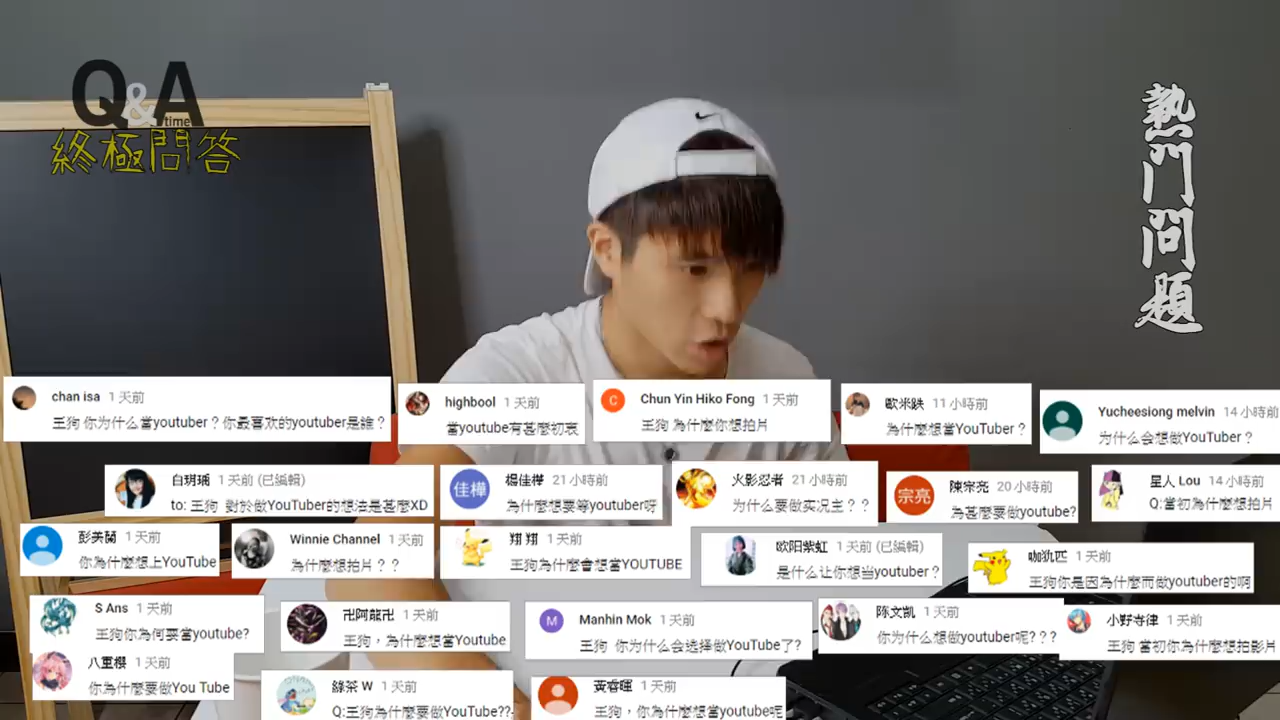 Q&A
time
終極問答
熱門問題
chan isa 1 天前
王狗 你为什么當youtuber？你最喜欢的youtuber是誰？
highbool 1 天前
當youtube有甚麼初衷
C
Chun Yin Hiko Fong 1 天前
王狗 為什麼你想拍片
歐米鉄 11 小時前
為什麼想當YouTuber？
Yucheesiong melvin 14 小時前
为什么会想做YouTuber？
白玥瑀 1 天前 (已編輯)
to: 王狗 對於做YouTuber的想法是甚麼XD
佳樺
楊佳樺 21 小時前
為什麼想要等youtuber呀
火影忍者 21 小時前
为什么要做实况主？？
宗亮
陳宗亮 20 小時前
為甚麼要做youtube?
星人 Lou 14 小時前
Q:當初為什麼想拍片
彭美蘭 1 天前
你為什麼想上YouTube
Winnie Channel 1 天前
為什麼想拍片？？
翔 翔 1 天前
王狗為什麼會想當YOUTUBE
欧阳紫虹 1 天前 (已編輯)
是什么让你想当youtuber？
咖犰匹 1 天前
王狗你是因為什麼而做youtuber的啊
S Ans 1 天前
王狗你為何要當youtube?
卍阿龍卍 1 天前
王狗，為什麼想當Youtube
M
Manhin Mok 1 天前
王狗 你为什么会选择做YouTube了?
陈文凯 1 天前
你为什么想做youtuber呢???
小野寺律 1 天前
王狗 當初你為什麼想拍影片
八重櫻 1 天前
你為什麼要做You Tube
綠茶 W 1 天前
Q:王狗為什麼要做YouTube??
黃睿暉 1 天前
王狗，你為什麼想當youtube呢